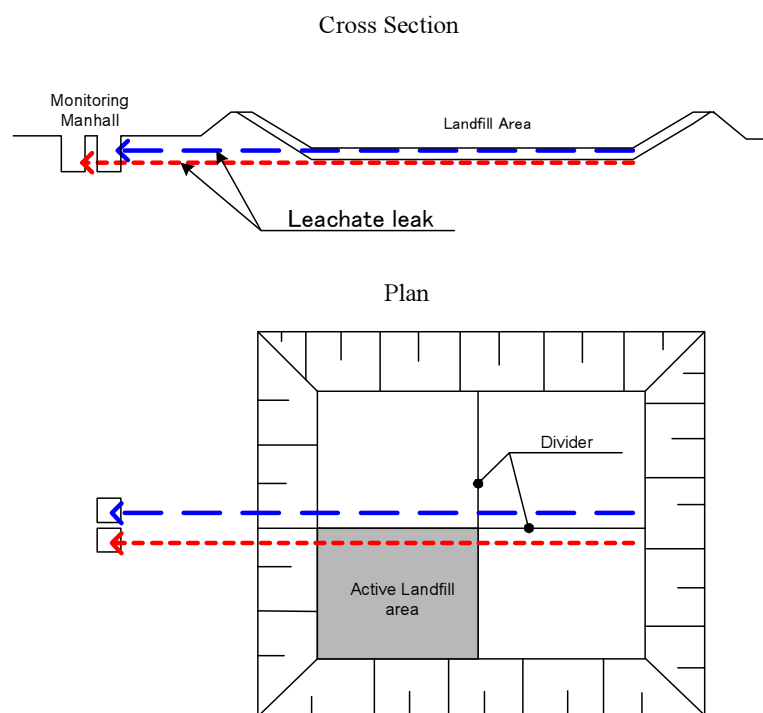 Cross Section
Monitoring
Manhall
Landfill Area
Leachate leak
Plan
Divider
Active Landfill
area